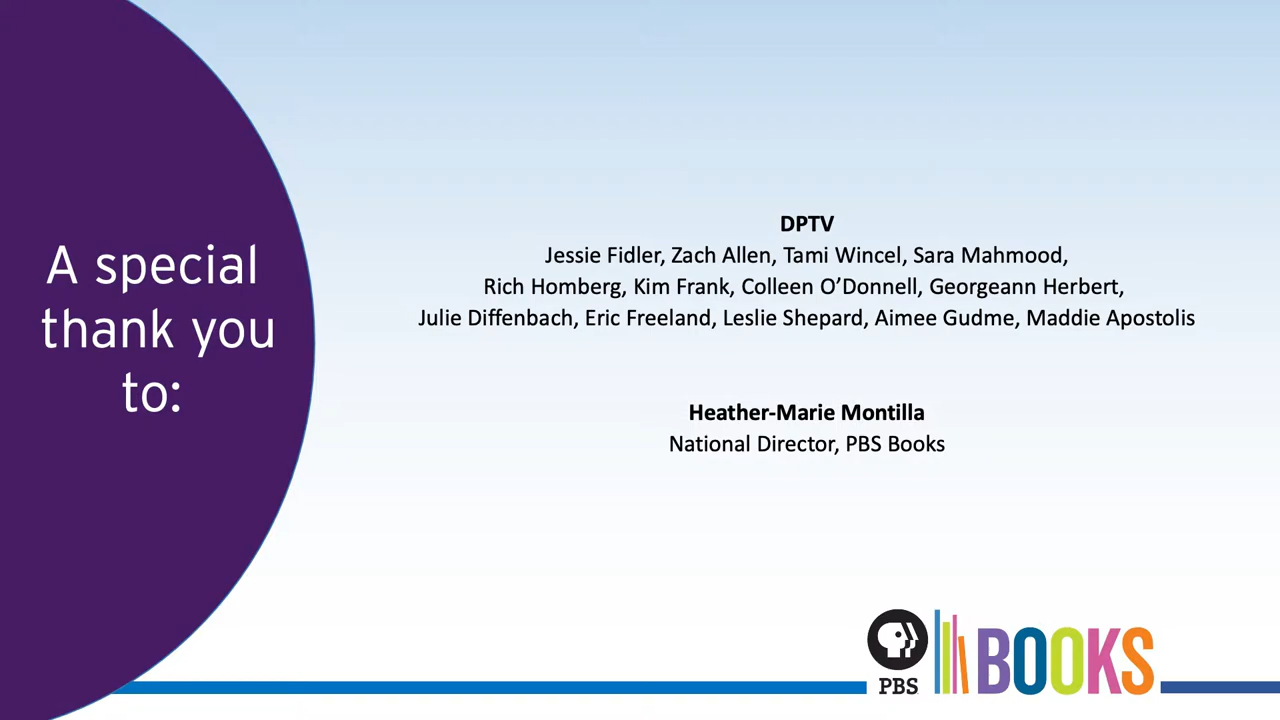 A special
thank you
to:
DPTV
Jessie Fidler, Zach Allen, Tami Wincel, Sara Mahmood,
Rich Homberg, Kim Frank, Colleen O’Donnell, Georgeann Herbert,
Julie Diffenbach, Eric Freeland, Leslie Shepard, Aimee Gudme, Maddie Apostolis
Heather-Marie Montilla
National Director, PBS Books
PBS
BOOKS